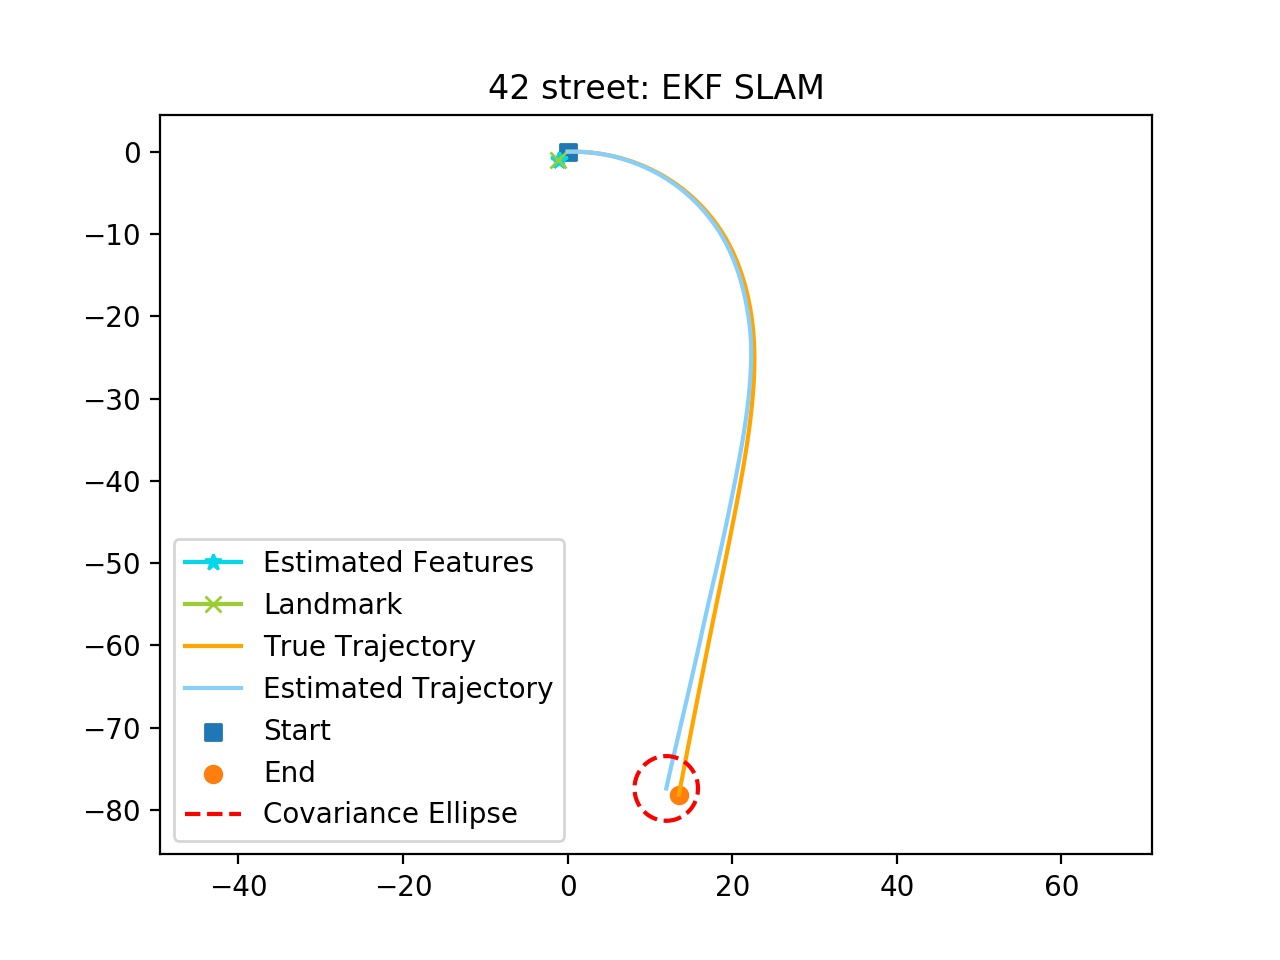 42 street: EKF SLAM
0
−10
−20
−30
−40
−50
−60
−70
−80
Estimated Features
Landmark
True Trajectory
Estimated Trajectory
Start
End
Covariance Ellipse
−40 −20 0 20 40 60